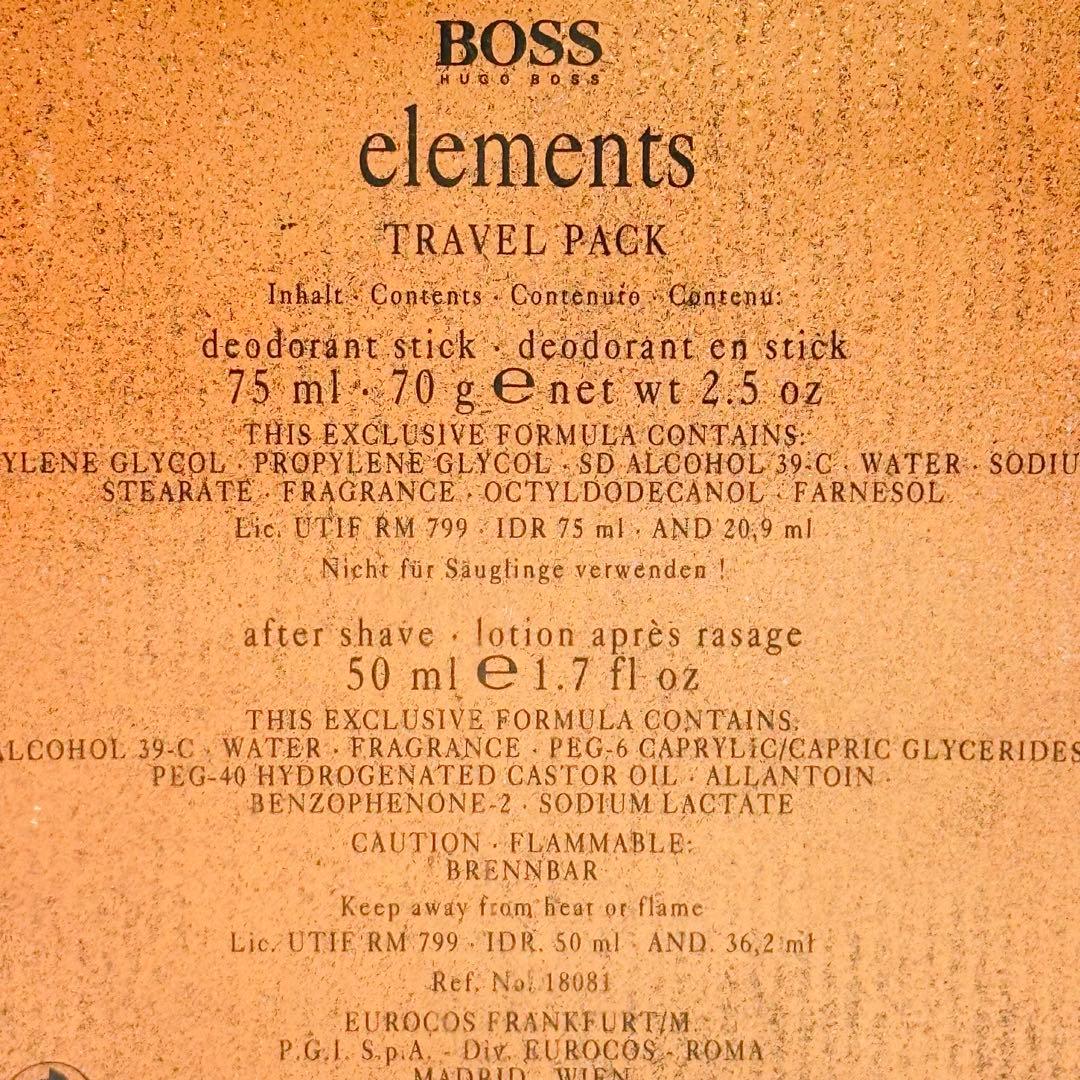 BOSS
HUGO BOSS
elements
TRAVEL PACK
Inhalt · Contents · Contenuto · Contenu:
deodorant stick · deodorant en stick
75 ml · 70 g ℮ net wt 2.5 oz
THIS EXCLUSIVE FORMULA CONTAINS:
YLENE GLYCOL · PROPYLENE GLYCOL · SD ALCOHOL 39-C · WATER · SODIU
STEARATE · FRAGRANCE · OCTYLDODECANOL · FARNESOL
Lic. UTIF RM 799 · IDR 75 ml · AND 20,9 ml
Nicht für Säuglinge verwenden !
after shave · lotion après rasage
50 ml ℮ 1.7 fl oz
THIS EXCLUSIVE FORMULA CONTAINS:
ALCOHOL 39-C · WATER · FRAGRANCE · PEG-6 CAPRYLIC/CAPRIC GLYCERIDES
PEG-40 HYDROGENATED CASTOR OIL · ALLANTOIN ·
BENZOPHENONE-2 · SODIUM LACTATE
CAUTION · FLAMMABLE:
BRENNBAR
Keep away from heat or flame
Lic. UTIF RM 799 · IDR. 50 ml · AND. 36,2 ml
Ref. No. 18081
EUROCOS FRANKFURT/M.
P.G.I. S.p.A. - Div. EUROCOS - ROMA
MADRID · WIEN